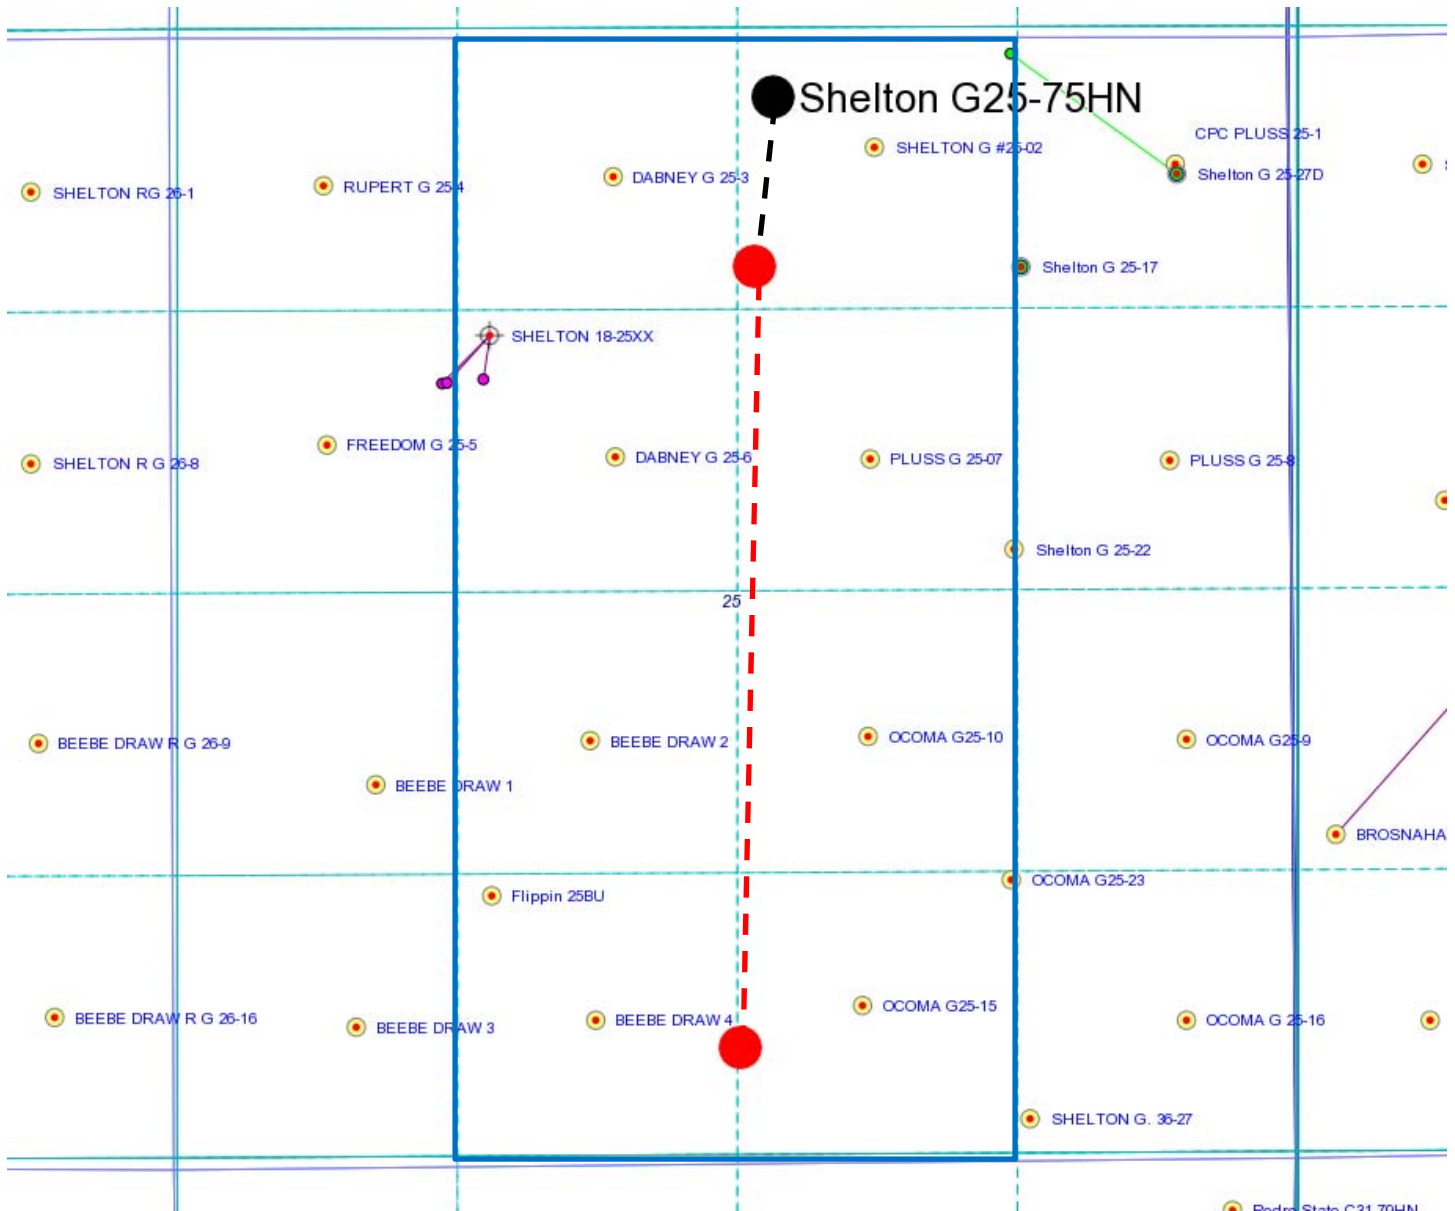 Shelton G25-75HN
CPC PLUSS 25-1
SHELTON G #25-02
DABNEY G 25-3
Shelton G 25-27D
RUPERT G 25-4
SHELTON RG 26-1
Shelton G 25-17
SHELTON 18-25XX
FREEDOM G 25-5
DABNEY G 25-6
PLUSS G 25-07
PLUSS G 25-8
SHELTON R G 26-8
Shelton G 25-22
25
BEEBE DRAW R G 26-9
BEEBE DRAW 2
OCOMA G25-10
OCOMA G25-9
BEEBE DRAW 1
BROSNAHA
OCOMA G25-23
Flippin 25BU
OCOMA G25-15
BEEBE DRAW R G 26-16
BEEBE DRAW 3
BEEBE DRAW 4
OCOMA G 25-16
SHELTON G. 36-27
Pedro State C31-79HN